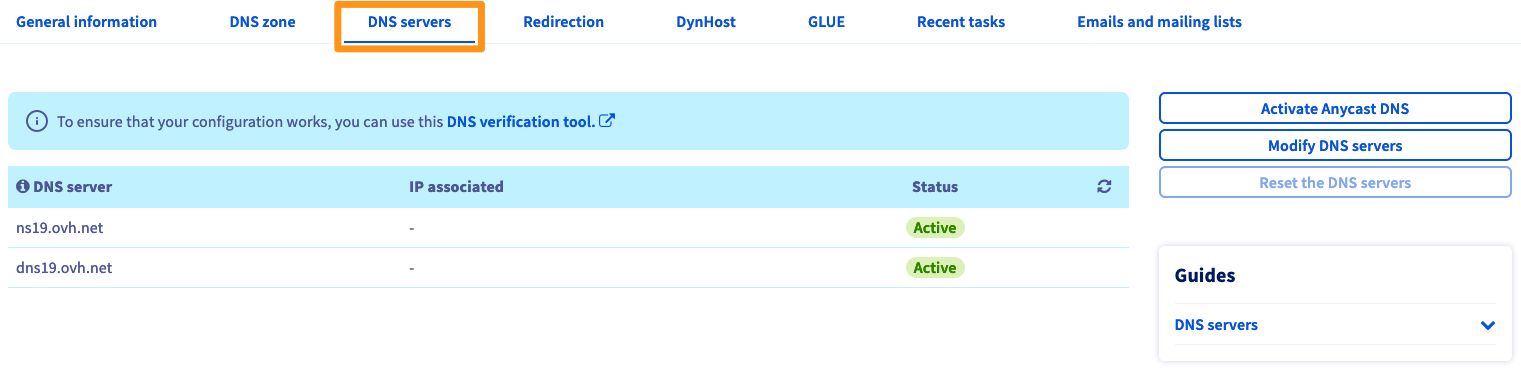 General information DNS zone DNS servers Redirection DynHost GLUE Recent tasks Emails and mailing lists
To ensure that your configuration works, you can use this DNS verification tool.
DNS server IP associated Status
ns19.ovh.net - Active
dns19.ovh.net - Active
Activate Anycast DNS
Modify DNS servers
Reset the DNS servers
Guides
DNS servers